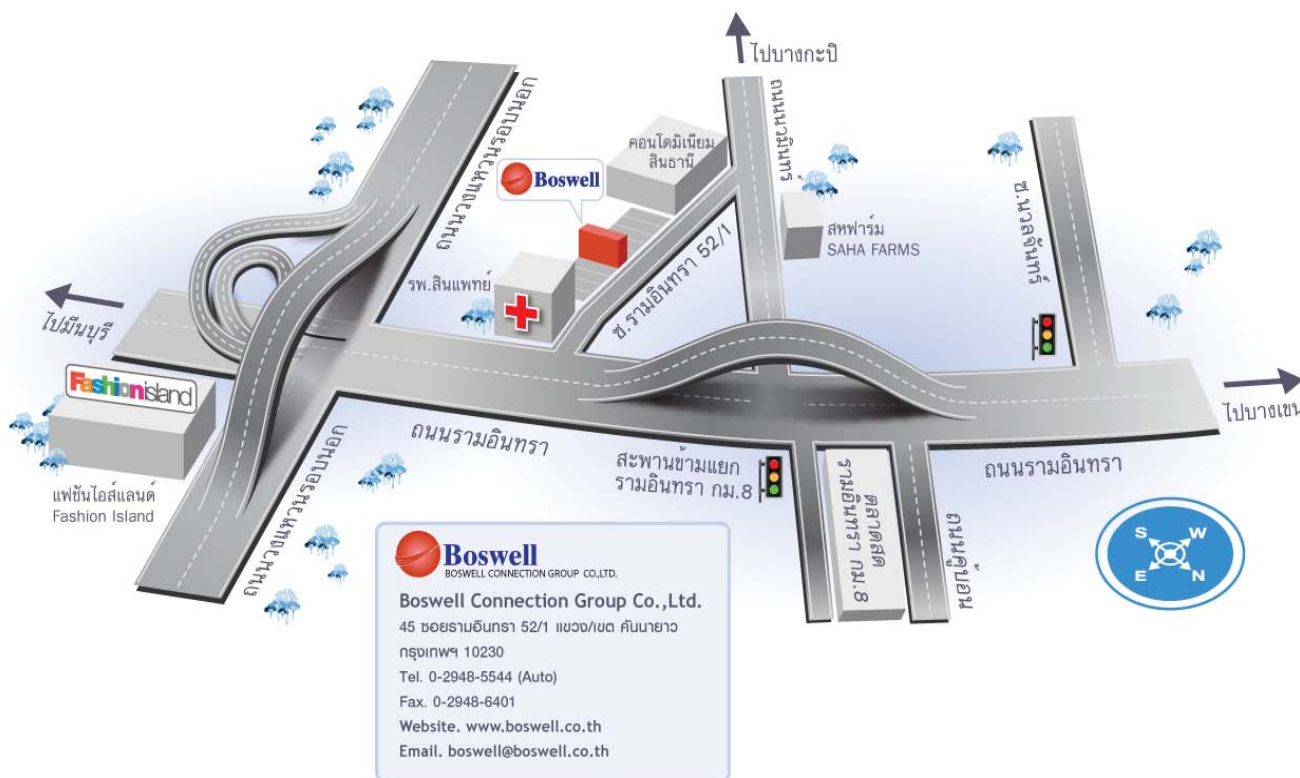 ไปบางกะปิ
ถนนวงแหวนรอบนอก
ถนนนวมินทร์
คอนโดมิเนียม
สินธานี
Boswell
ซ.นวลจันทร์
สหฟาร์ม
SAHA FARMS
รพ.สินแพทย์
ซ.รามอินทรา 52/1
ไปมีนบุรี
Fashionisland
ไปบางเขน
ถนนรามอินทรา
สะพานข้ามแยก
รามอินทรา กม.8
ถนนรามอินทรา
แฟชั่นไอส์แลนด์
Fashion Island
ถนนวงแหวนรอบนอก
ตลาดสด
รามอินทรา กม.8
ถนนคู้บอน
S W
E N
Boswell
BOSWELL CONNECTION GROUP CO.,LTD.
Boswell Connection Group Co.,Ltd.
45 ซอยรามอินทรา 52/1 แขวง/เขต คันนายาว
กรุงเทพฯ 10230
Tel. 0-2948-5544 (Auto)
Fax. 0-2948-6401
Website. www.boswell.co.th
Email. boswell@boswell.co.th